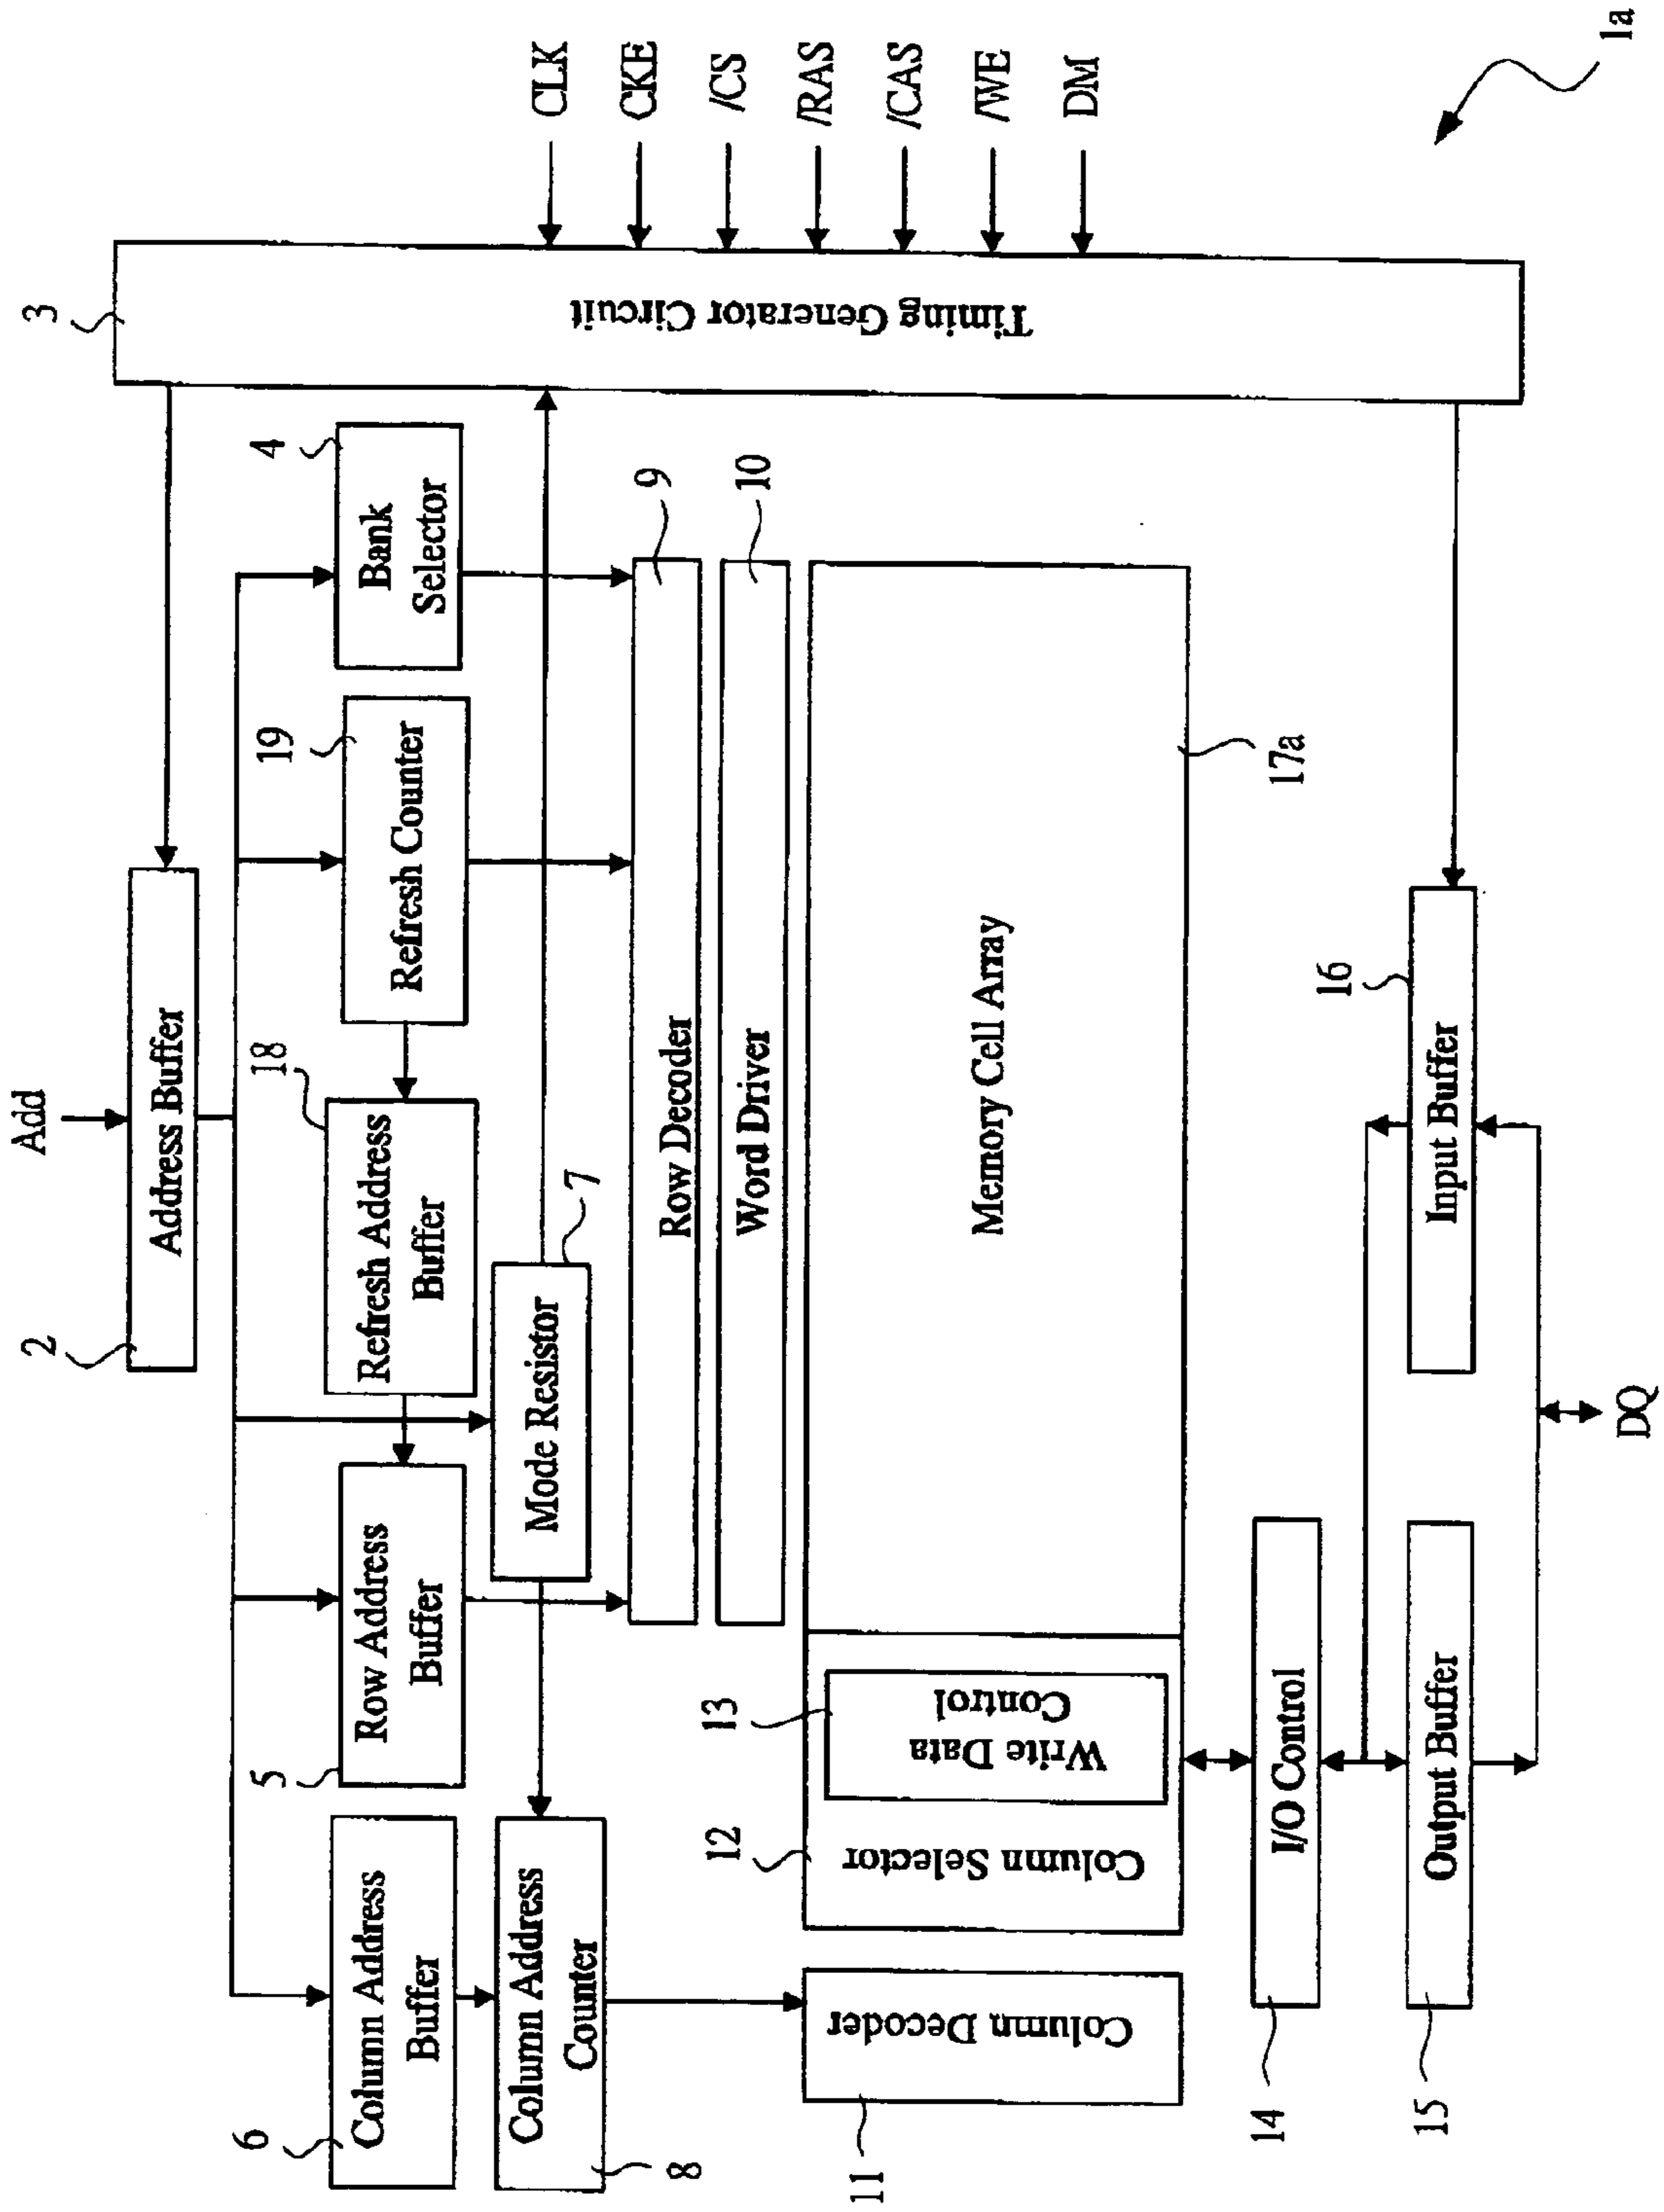 Add
2
Address Buffer
3
Timing Generator Circuit
CLK
CKE
/CS
/RAS
/CAS
/WE
DM
1a
6
Column Address
Buffer
5
Row Address
Buffer
18
Refresh Address
Buffer
19
Refresh Counter
4
Bank
Selector
8
Column Address
Counter
Mode Resistor
7
Row Decoder
9
Word Driver
10
11
Column Decoder
12
Column Selector
13
Write Data
Control
Memory Cell Array
17a
14
I/O Control
15
Output Buffer
16
Input Buffer
DQ